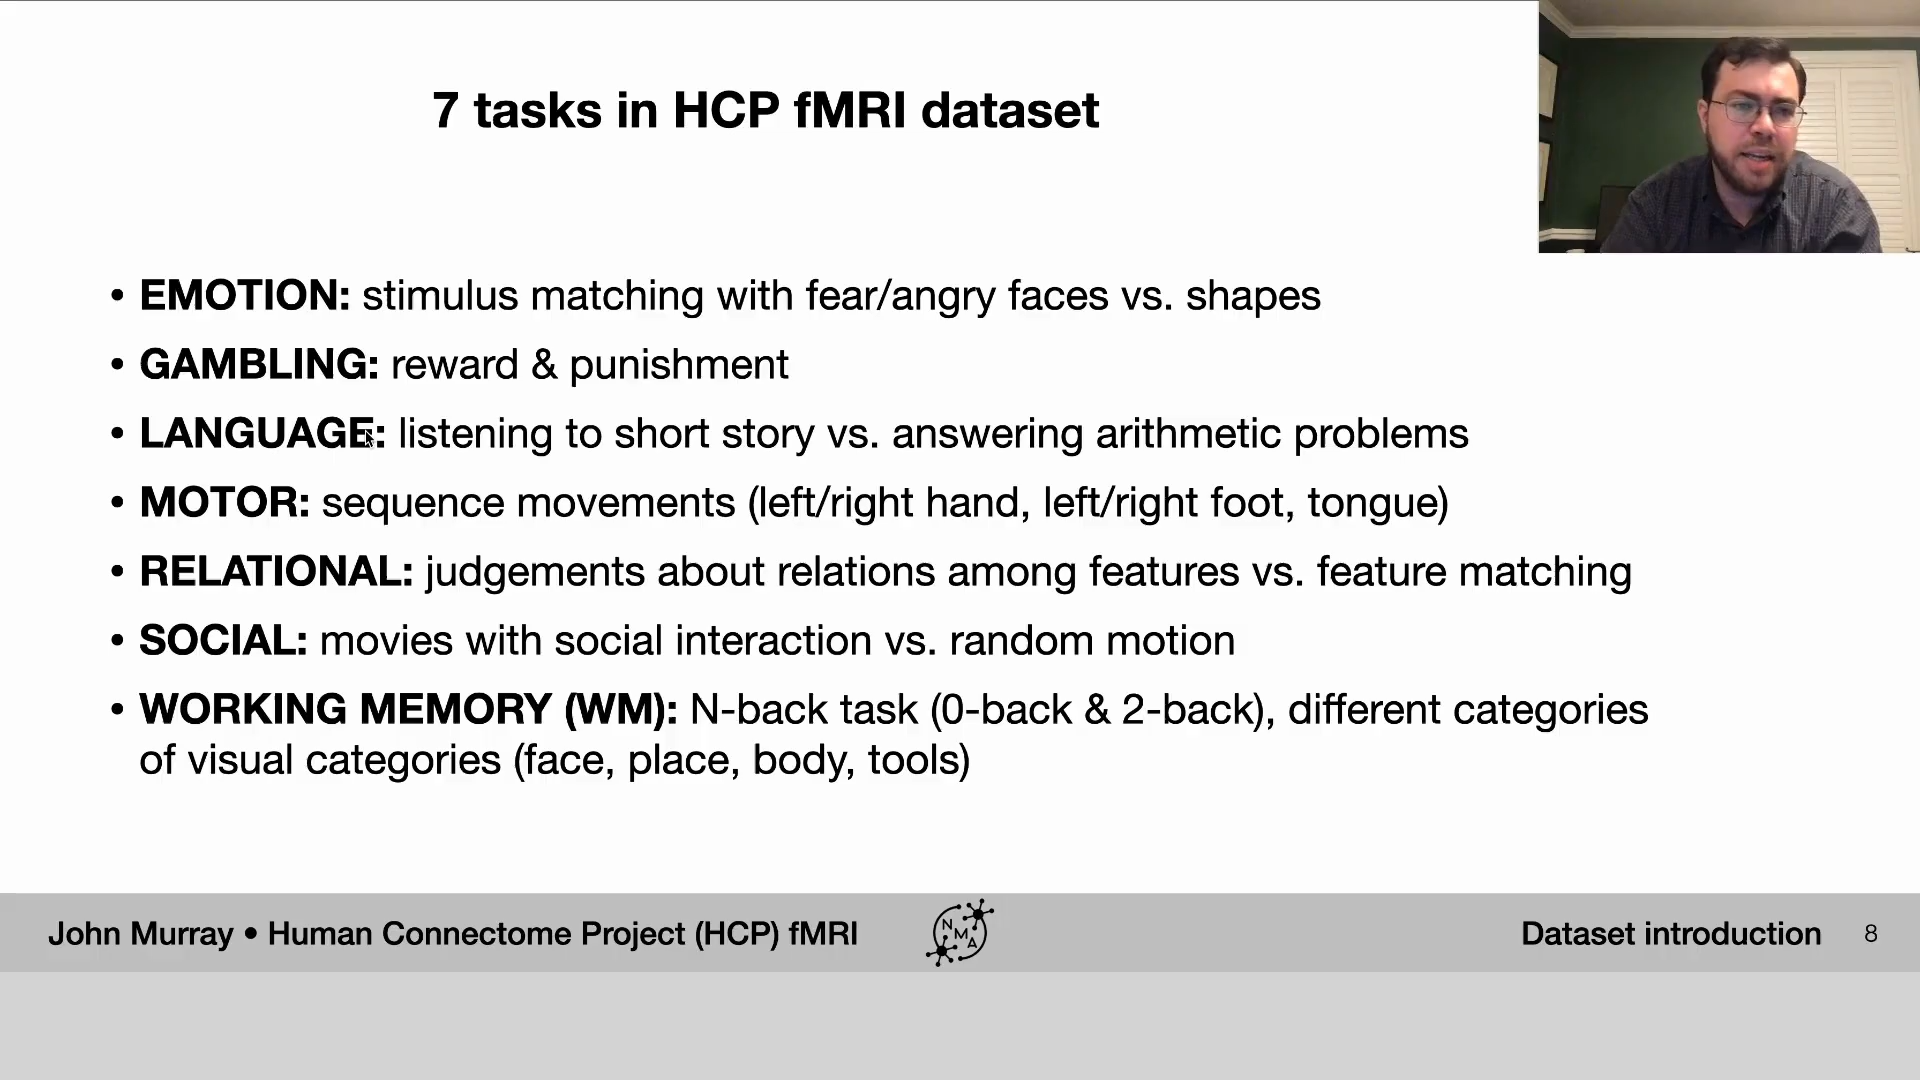 7 tasks in HCP fMRI dataset
• EMOTION: stimulus matching with fear/angry faces vs. shapes
• GAMBLING: reward & punishment
• LANGUAGE: listening to short story vs. answering arithmetic problems
• MOTOR: sequence movements (left/right hand, left/right foot, tongue)
• RELATIONAL: judgements about relations among features vs. feature matching
• SOCIAL: movies with social interaction vs. random motion
• WORKING MEMORY (WM): N-back task (0-back & 2-back), different categories
of visual categories (face, place, body, tools)
John Murray • Human Connectome Project (HCP) fMRI
NMA
Dataset introduction 8